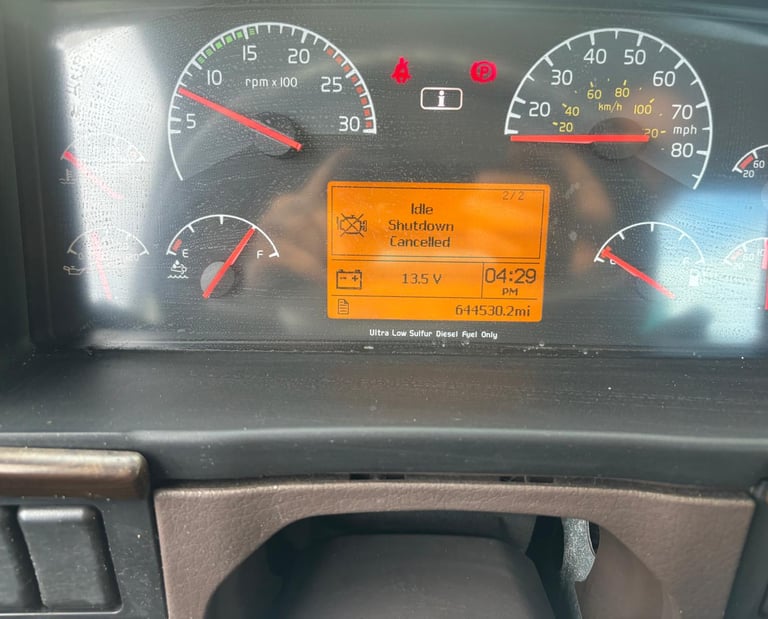 5
10
15
20
25
30
rpm x 100
P
i
20
30
40
50
60
70
80
mph
20
40
60
80
100
km/h
E
F
2/2
Idle
Shutdown
Cancelled
- +
13.5 V
04:29
PM
644530.2mi
Ultra Low Sulfur Diesel Fuel Only
E
20
60